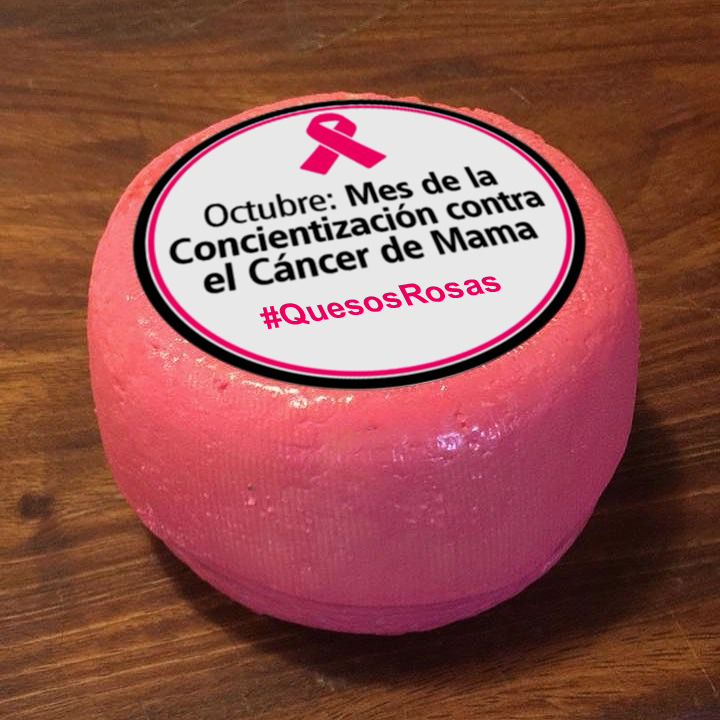 Octubre: Mes de la
Concientización contra
el Cáncer de Mama
#QuesosRosas